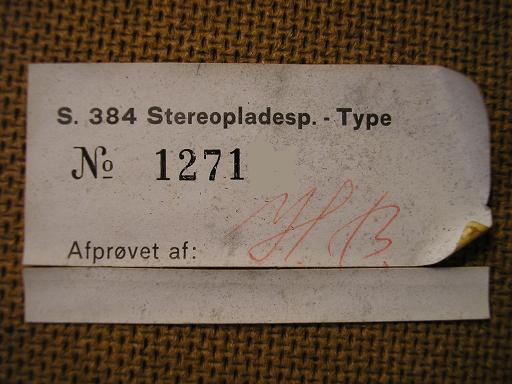 S. 384 Stereopladesp. - Type
№ 1271
Afprøvet af: H.B.